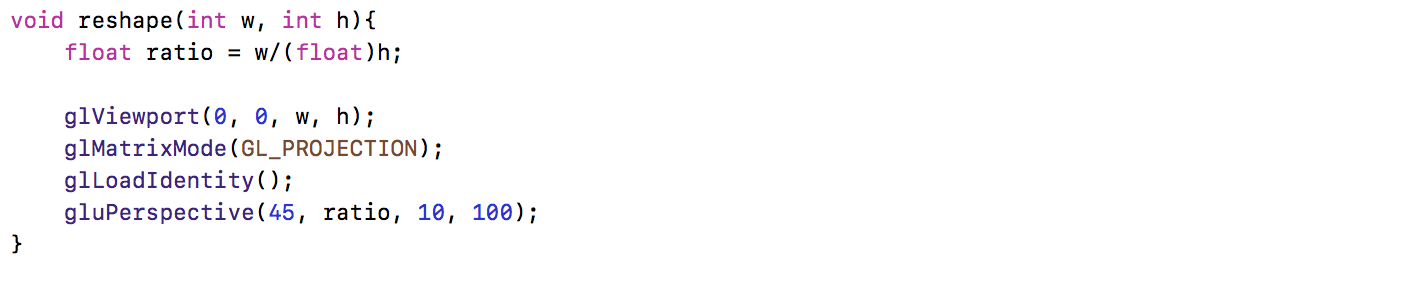 void reshape(int w, int h){
    float ratio = w/(float)h;

    glViewport(0, 0, w, h);
    glMatrixMode(GL_PROJECTION);
    glLoadIdentity();
    gluPerspective(45, ratio, 10, 100);
}